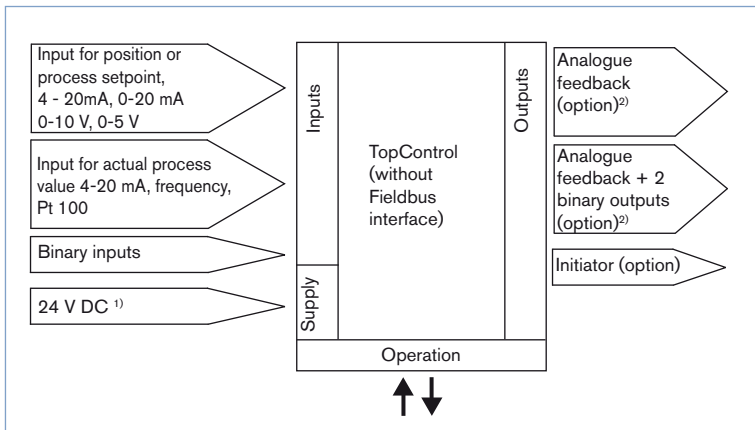 Input for position or
process setpoint,
4 - 20mA, 0-20 mA
0-10 V, 0-5 V
Input for actual process
value 4-20 mA, frequency,
Pt 100
Binary inputs
24 V DC 1)
Inputs
Supply
TopControl
(without
Fieldbus
interface)
Outputs
Operation
Analogue
feedback
(option)2)
Analogue
feedback + 2
binary outputs
(option)2)
Initiator (option)